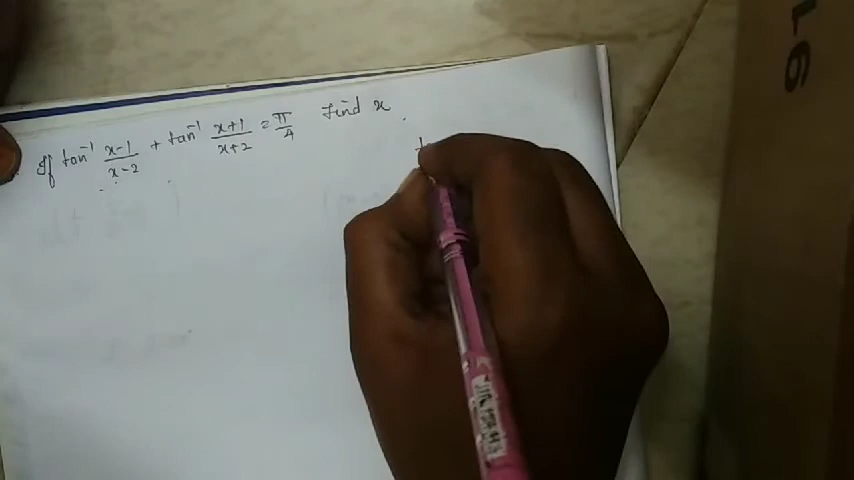 If tan⁻¹ (x-1)/(x-2) + tan⁻¹ (x+1)/(x+2) = π/4 find x